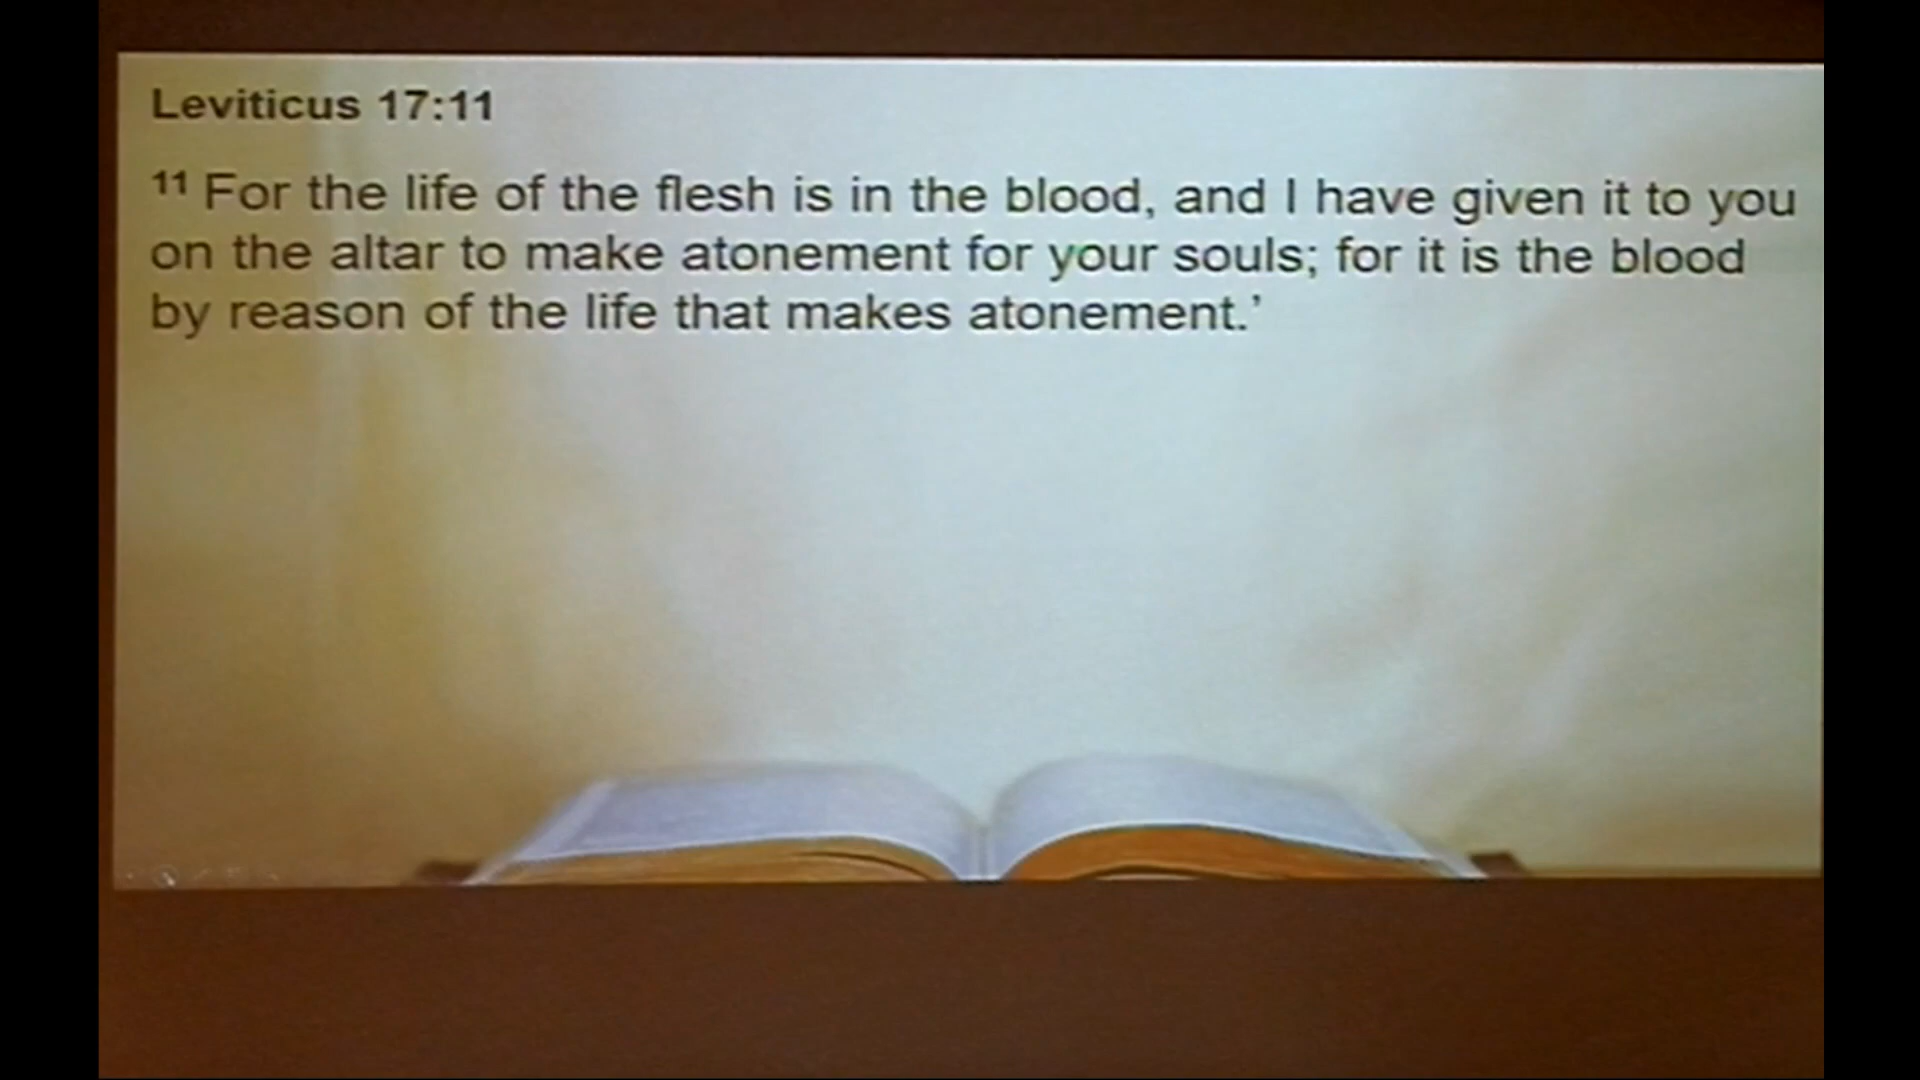 Leviticus 17:11
11 For the life of the flesh is in the blood, and I have given it to you
on the altar to make atonement for your souls; for it is the blood
by reason of the life that makes atonement.’